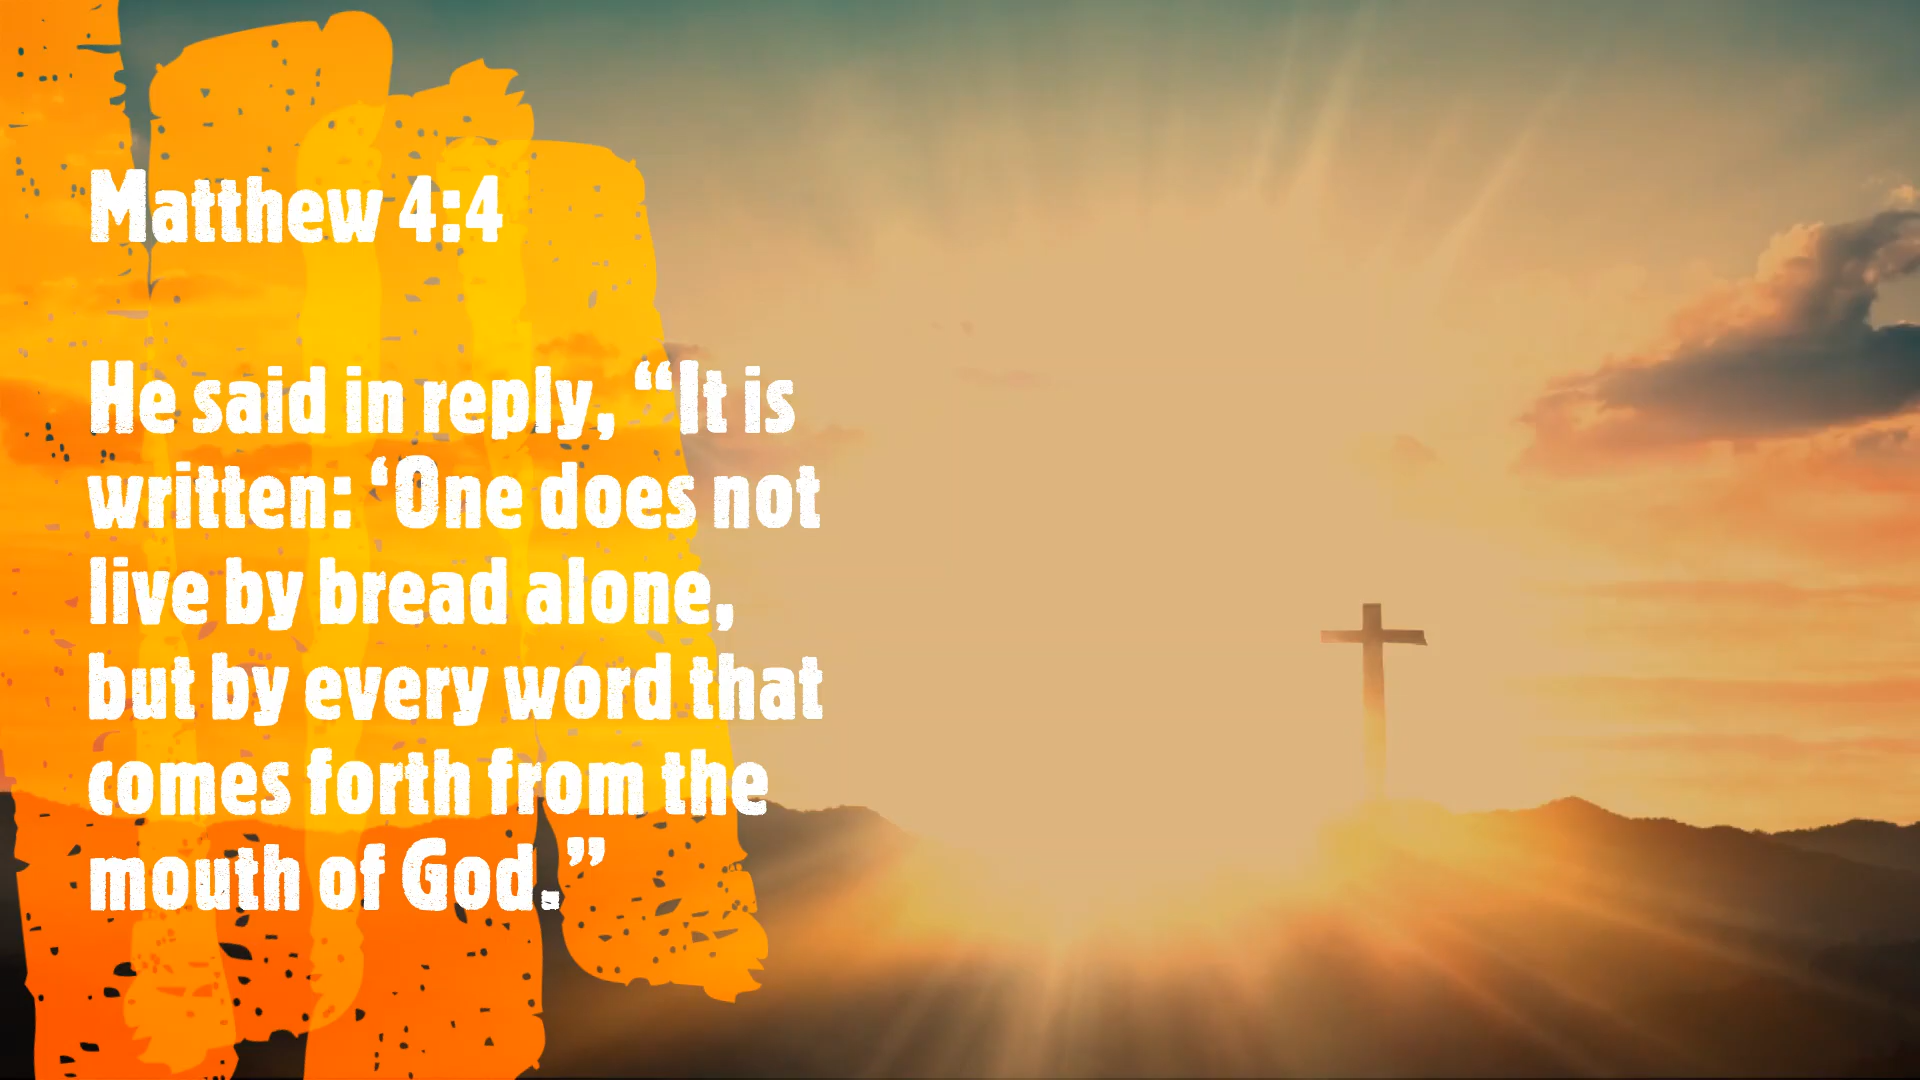 Matthew 4:4
He said in reply, “It is
written: ‘One does not
live by bread alone,
but by every word that
comes forth from the
mouth of God.”